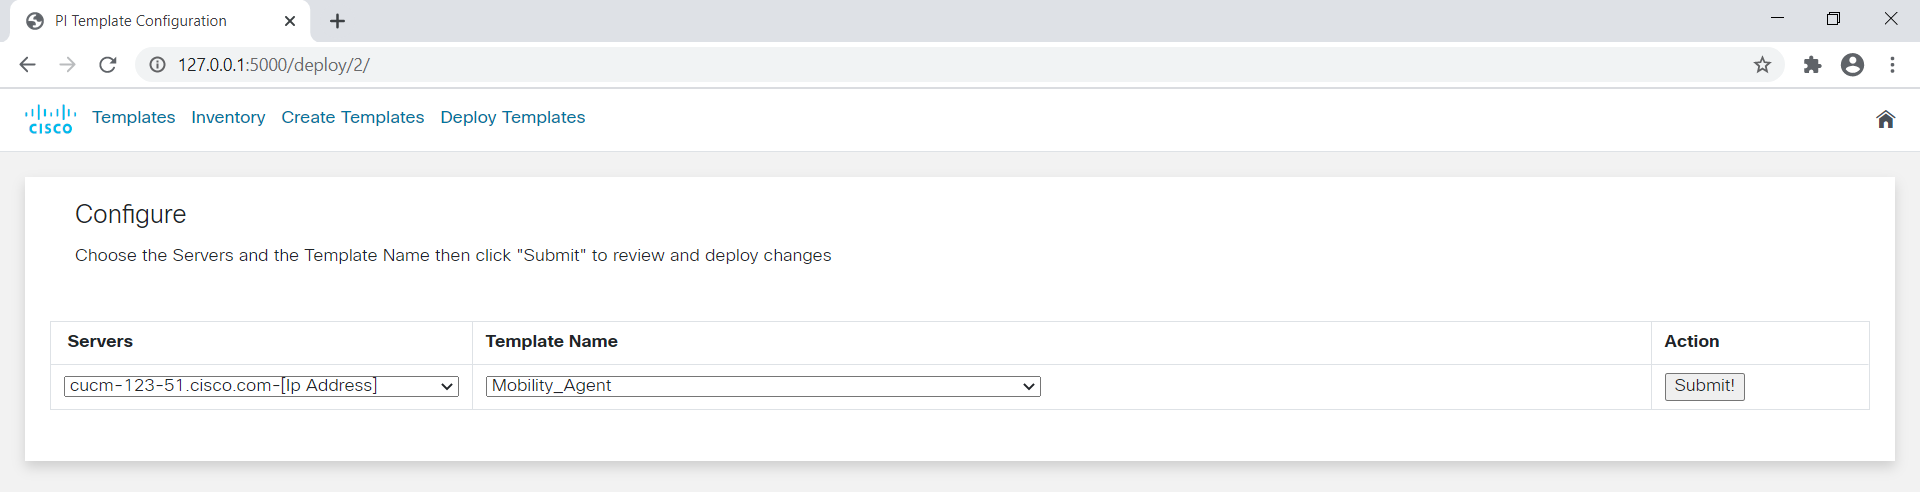 PI Template Configuration
127.0.0.1:5000/deploy/2/
CISCO Templates Inventory Create Templates Deploy Templates
Configure
Choose the Servers and the Template Name then click "Submit" to review and deploy changes
Servers Template Name Action
cucm-123-51.cisco.com-[Ip Address] Mobility_Agent Submit!